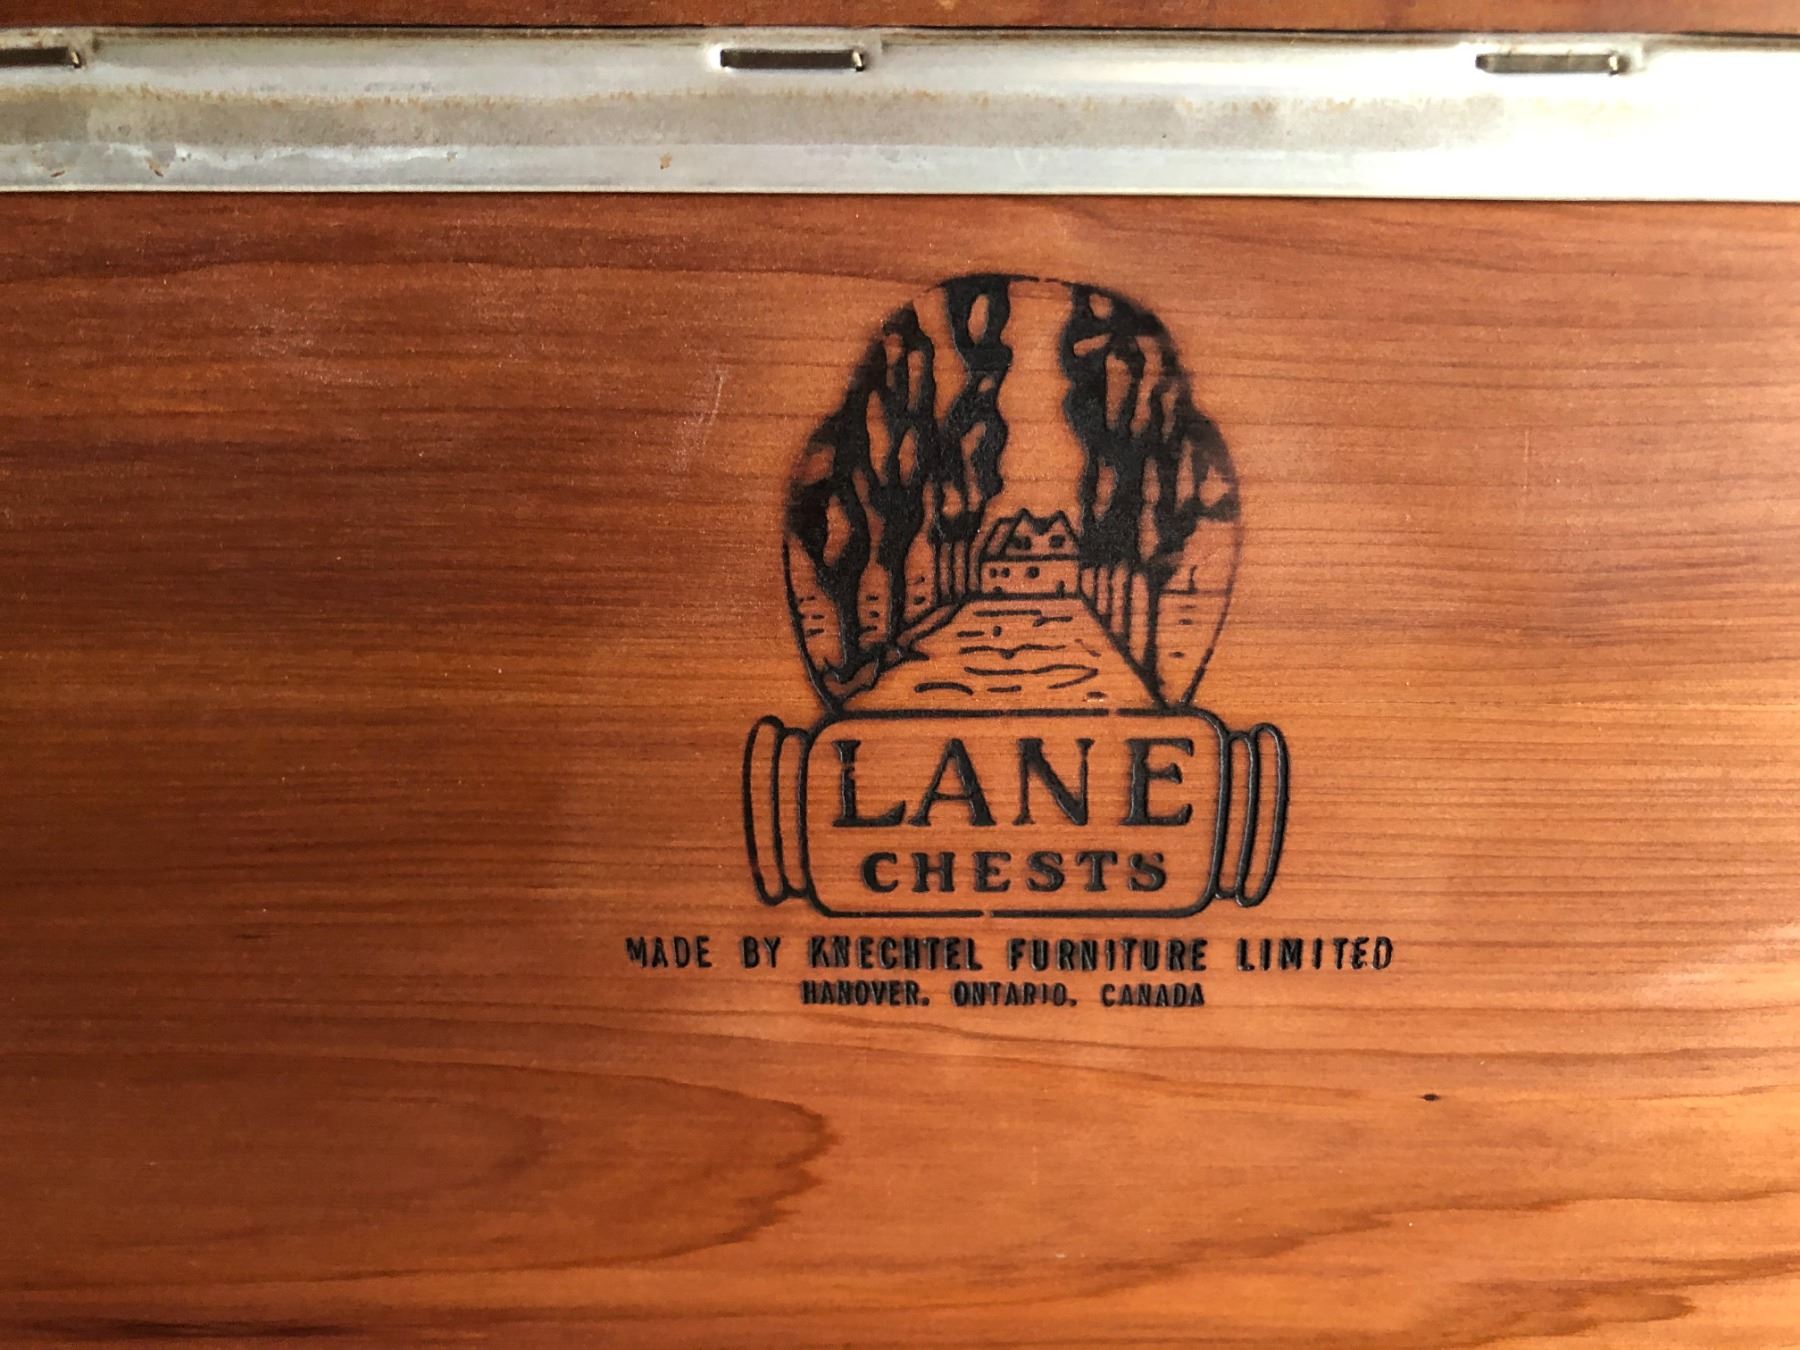 LANE
CHESTS
MADE BY KNECHTEL FURNITURE LIMITED
HANOVER, ONTARIO, CANADA